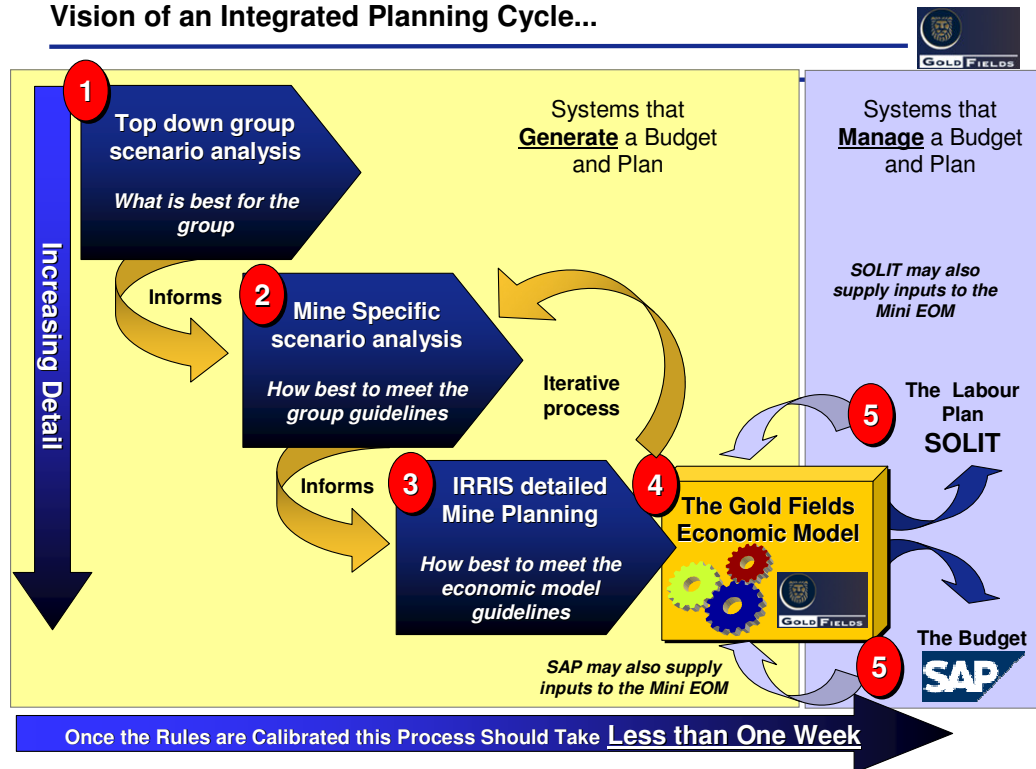 Vision of an Integrated Planning Cycle...
GOLD FIELDS
1
Top down group
scenario analysis
What is best for the
group
Systems that
Generate a Budget
and Plan
Systems that
Manage a Budget
and Plan
Increasing Detail
Informs
2
Mine Specific
scenario analysis
How best to meet the
group guidelines
Iterative
process
SOLIT may also
supply inputs to the
Mini EOM
5
The Labour
Plan
SOLIT
Informs
3
IRRIS detailed
Mine Planning
How best to meet the
economic model
guidelines
4
The Gold Fields
Economic Model
GOLD FIELDS
SAP may also supply
inputs to the Mini EOM
5
The Budget
SAP
Once the Rules are Calibrated this Process Should Take Less than One Week